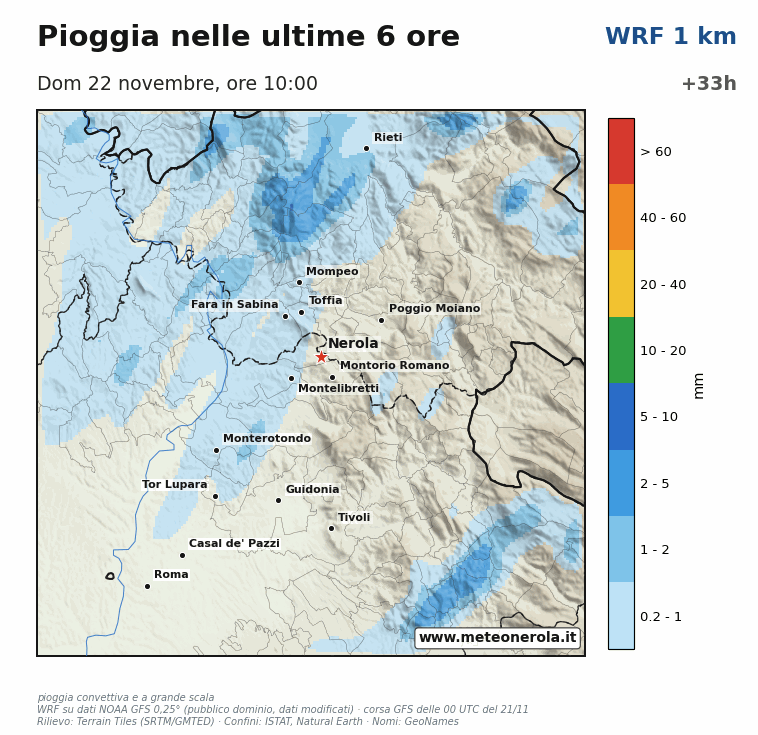 Pioggia nelle ultime 6 ore
WRF 1 km
Dom 22 novembre, ore 10:00
+33h
Rieti
Mompeo
Fara in Sabina
Toffia
Poggio Moiano
Nerola
Montorio Romano
Montelibretti
Monterotondo
Tor Lupara
Guidonia
Tivoli
Casal de' Pazzi
Roma
www.meteonerola.it
> 60
40 - 60
20 - 40
10 - 20
5 - 10
2 - 5
1 - 2
0.2 - 1
mm
pioggia convettiva e a grande scala
WRF su dati NOAA GFS 0,25° (pubblico dominio, dati modificati) · corsa GFS delle 00 UTC del 21/11
Rilievo: Terrain Tiles (SRTM/GMTED) · Confini: ISTAT, Natural Earth · Nomi: GeoNames